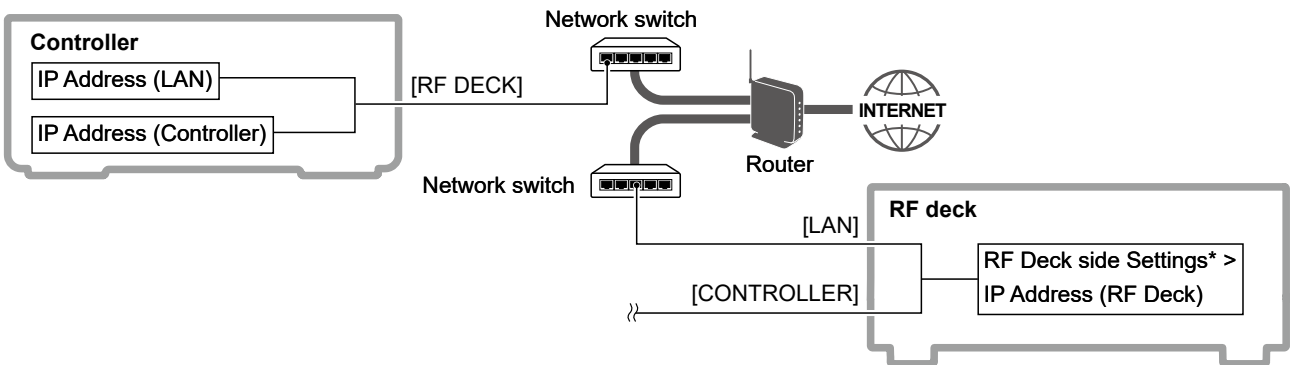 Network switch
Controller
IP Address (LAN)
[RF DECK]
IP Address (Controller)
INTERNET
Router
Network switch
RF deck
[LAN]
RF Deck side Settings* >
IP Address (RF Deck)
[CONTROLLER]